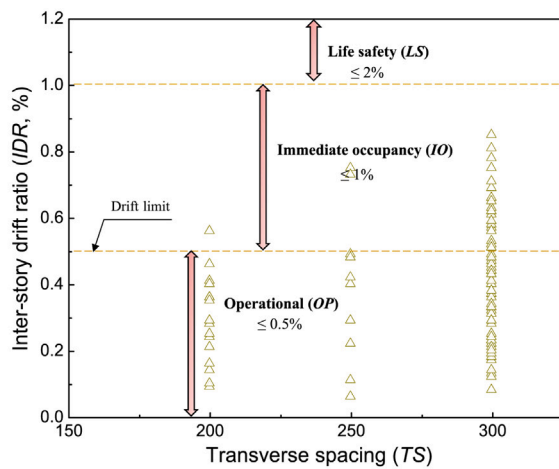 1.2
1.0
0.8
0.6
0.4
0.2
0.0
Inter-story drift ratio (IDR, %)
Life safety (LS)
≤ 2%
Immediate occupancy (IO)
≤ 1%
Drift limit
Operational (OP)
≤ 0.5%
150 200 250 300
Transverse spacing (TS)